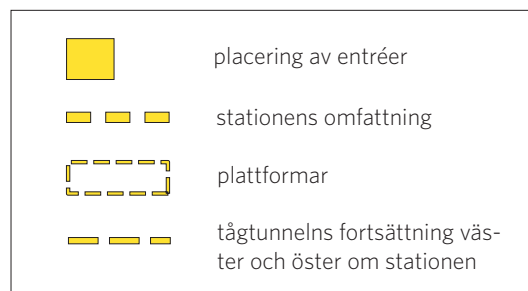 placering av entréer
stationens omfattning
plattformar
tågtunnelns fortsättning väs-
ter och öster om stationen